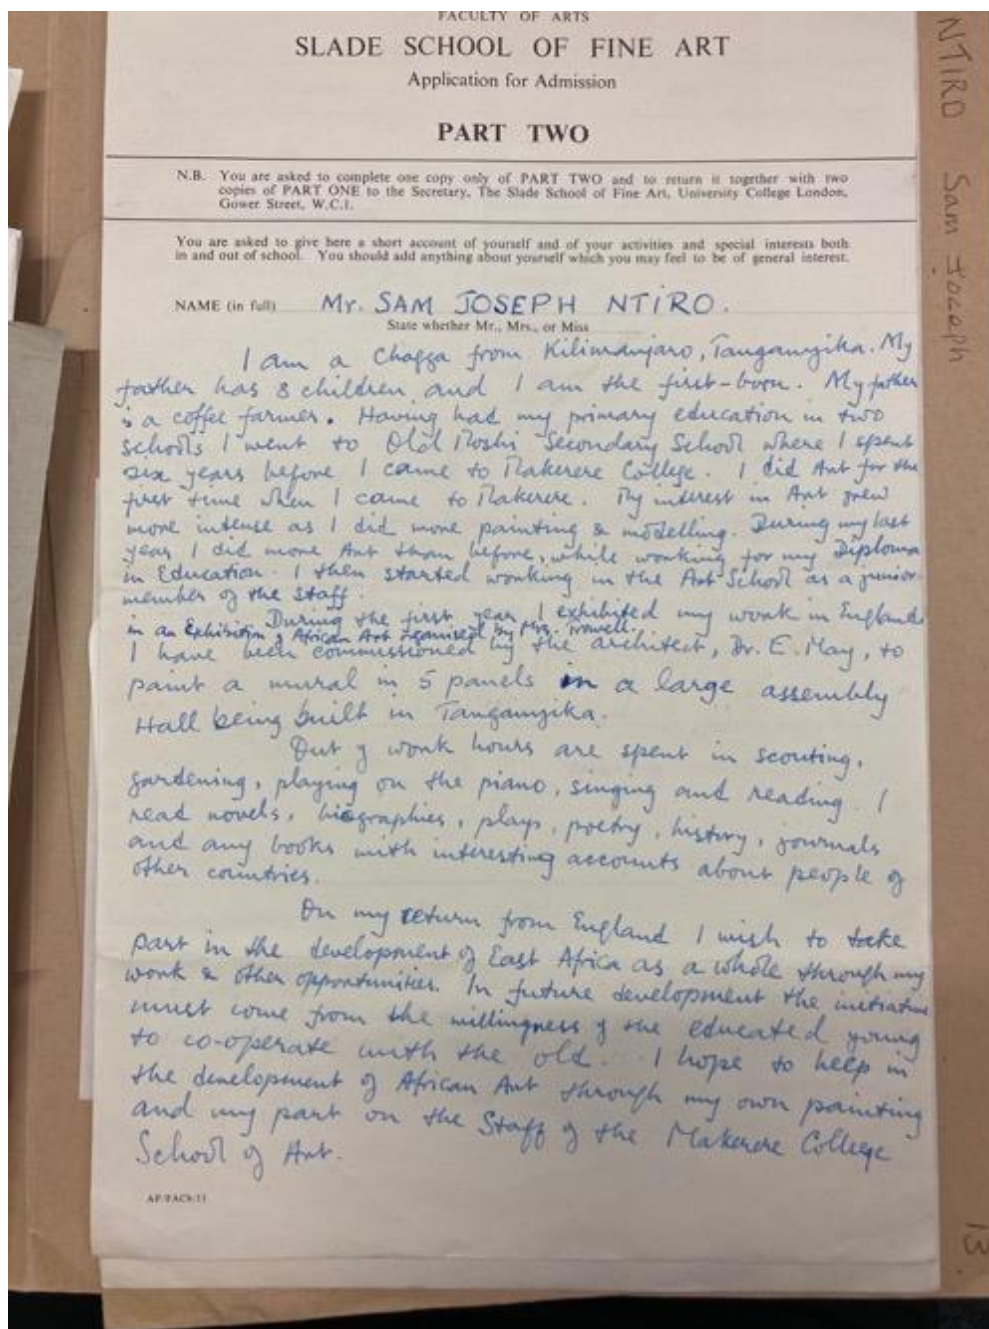 FACULTY OF ARTS
SLADE SCHOOL OF FINE ART
Application for Admission
PART TWO
N.B. You are asked to complete one copy only of PART TWO and to return it together with two
copies of PART ONE to the Secretary, The Slade School of Fine Art, University College London,
Gower Street, W.C.1.
You are asked to give here a short account of yourself and of your activities and special interests both
in and out of school. You should add anything about yourself which you may feel to be of general interest.
NAME (in full) Mr. SAM JOSEPH NTIRO.
State whether Mr., Mrs., or Miss
I am a Chagga from Kilimanjaro, Tanganyika. My
father has 8 children and I am the first-born. My father
is a coffee farmer. Having had my primary education in two
schools I went to Old Moshi Secondary School where I spent
six years before I came to Makerere College. I did Art for the
first time when I came to Makerere. My interest in Art grew
more intense as I did more painting & modelling. During my last
year I did more Art than before, while working for my Diploma
in Education. I then started working in the Art School as a junior
member of the staff.
During the first year I exhibited my work in England
in an Exhibition of African Art organised by Mrs. Trowell.
I have been commissioned by the architect, Dr. E. May, to
paint a mural in 5 panels in a large assembly
Hall being built in Tanganyika.
Out of work hours are spent in scouting,
gardening, playing on the piano, singing and reading. I
read novels, biographies, plays, poetry, history, journals
and any books with interesting accounts about people of
other countries.
On my return from England I wish to take
part in the development of East Africa as a whole through my
work & other opportunities. In future development the initiative
must come from the willingness of the educated young
to co-operate with the old. I hope to help in
the development of African Art through my own painting
and my part on the Staff of the Makerere College
School of Art.
NTIRO Sam Joseph
13